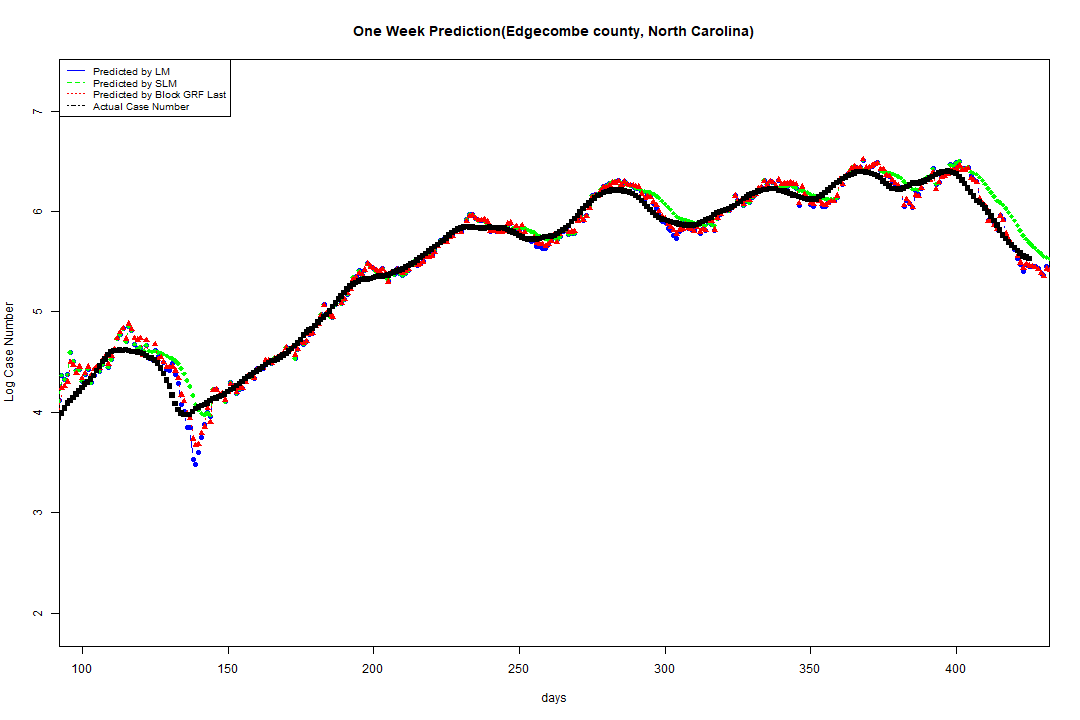 One Week Prediction(Edgecombe county, North Carolina)
Predicted by LM
Predicted by SLM
Predicted by Block GRF Last
Actual Case Number
Log Case Number
7
6
5
4
3
2
100 150 200 250 300 350 400
days